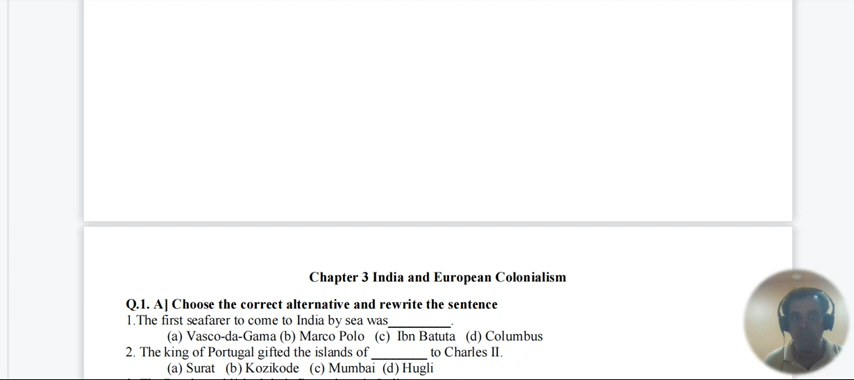 Chapter 3 India and European Colonialism
Q.1. A] Choose the correct alternative and rewrite the sentence
1.The first seafarer to come to India by sea was_________.
(a) Vasco-da-Gama (b) Marco Polo (c) Ibn Batuta (d) Columbus
2. The king of Portugal gifted the islands of ________ to Charles II.
(a) Surat (b) Kozikode (c) Mumbai (d) Hugli